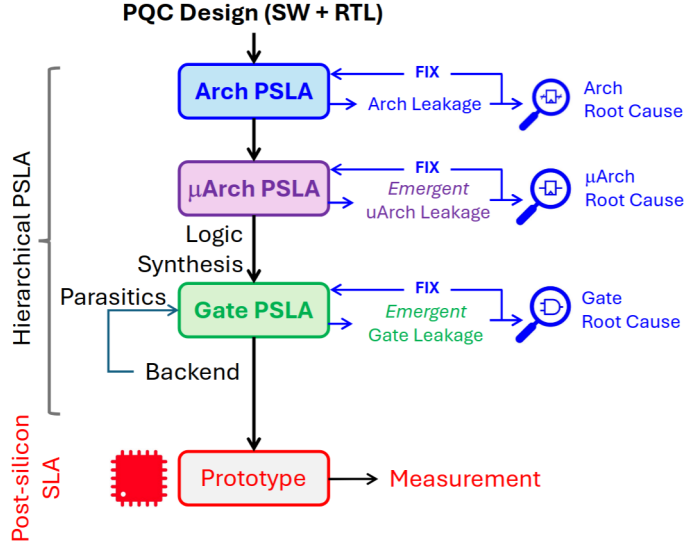 PQC Design (SW + RTL)
Hierarchical PSLA
Arch PSLA
FIX
Arch Leakage
Arch
Root Cause
μArch PSLA
FIX
Emergent
uArch Leakage
μArch
Root Cause
Logic
Synthesis
Parasitics
Gate PSLA
FIX
Emergent
Gate Leakage
Gate
Root Cause
Backend
Post-silicon
SLA
Prototype
Measurement